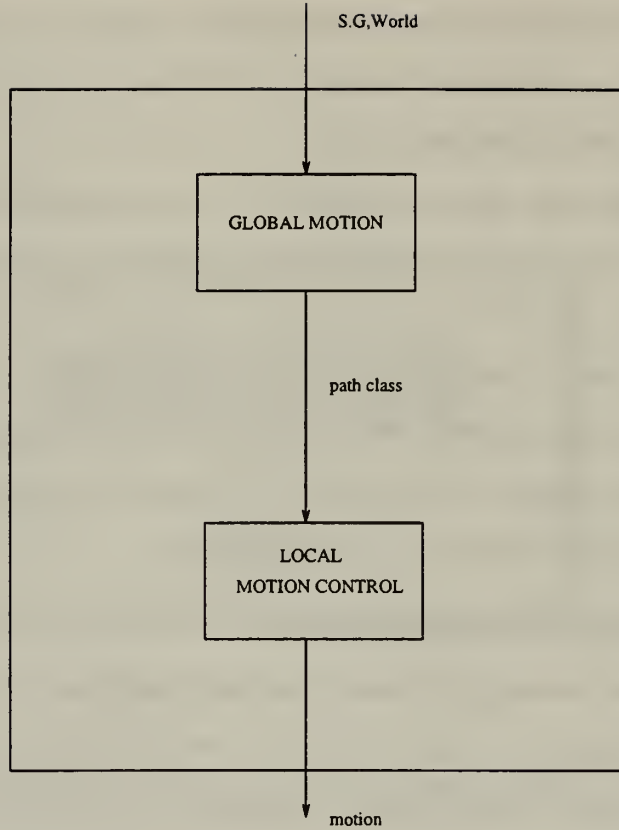 S.G,World
GLOBAL MOTION
path class
LOCAL
MOTION CONTROL
motion